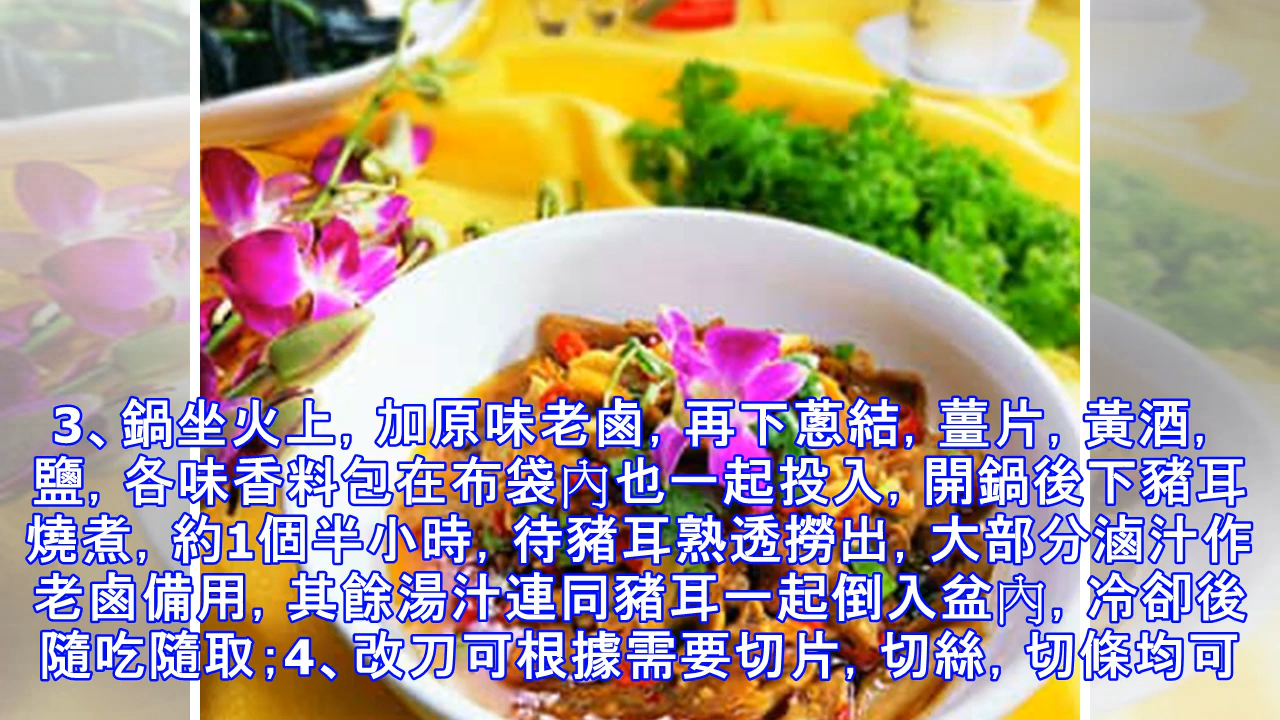 3、鍋坐火上, 加原味老鹵, 再下蔥結, 薑片, 黃酒,
鹽, 各味香料包在布袋內也一起投入, 開鍋後下豬耳
燒煮, 約1個半小時, 待豬耳熟透撈出, 大部分滷汁作
老鹵備用, 其餘湯汁連同豬耳一起倒入盆內, 冷卻後
隨吃隨取;4、改刀可根據需要切片, 切絲, 切條均可